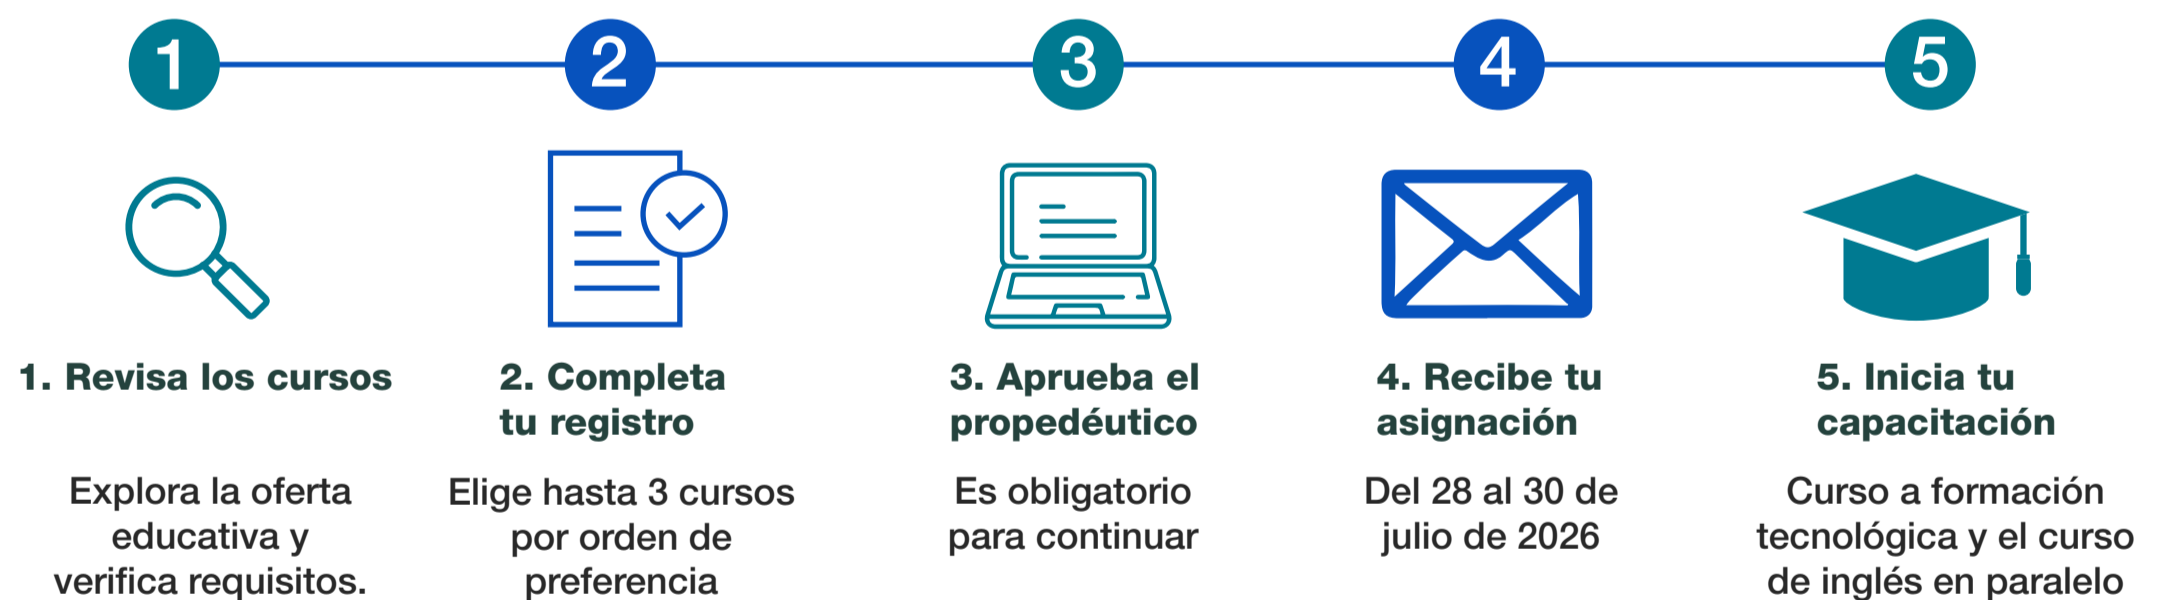 1
2
3
4
5
1. Revisa los cursos
Explora la oferta
educativa y
verifica requisitos.
2. Completa
tu registro
Elige hasta 3 cursos
por orden de
preferencia
3. Aprueba el
propedéutico
Es obligatorio
para continuar
4. Recibe tu
asignación
Del 28 al 30 de
julio de 2026
5. Inicia tu
capacitación
Curso a formación
tecnológica y el curso
de inglés en paralelo